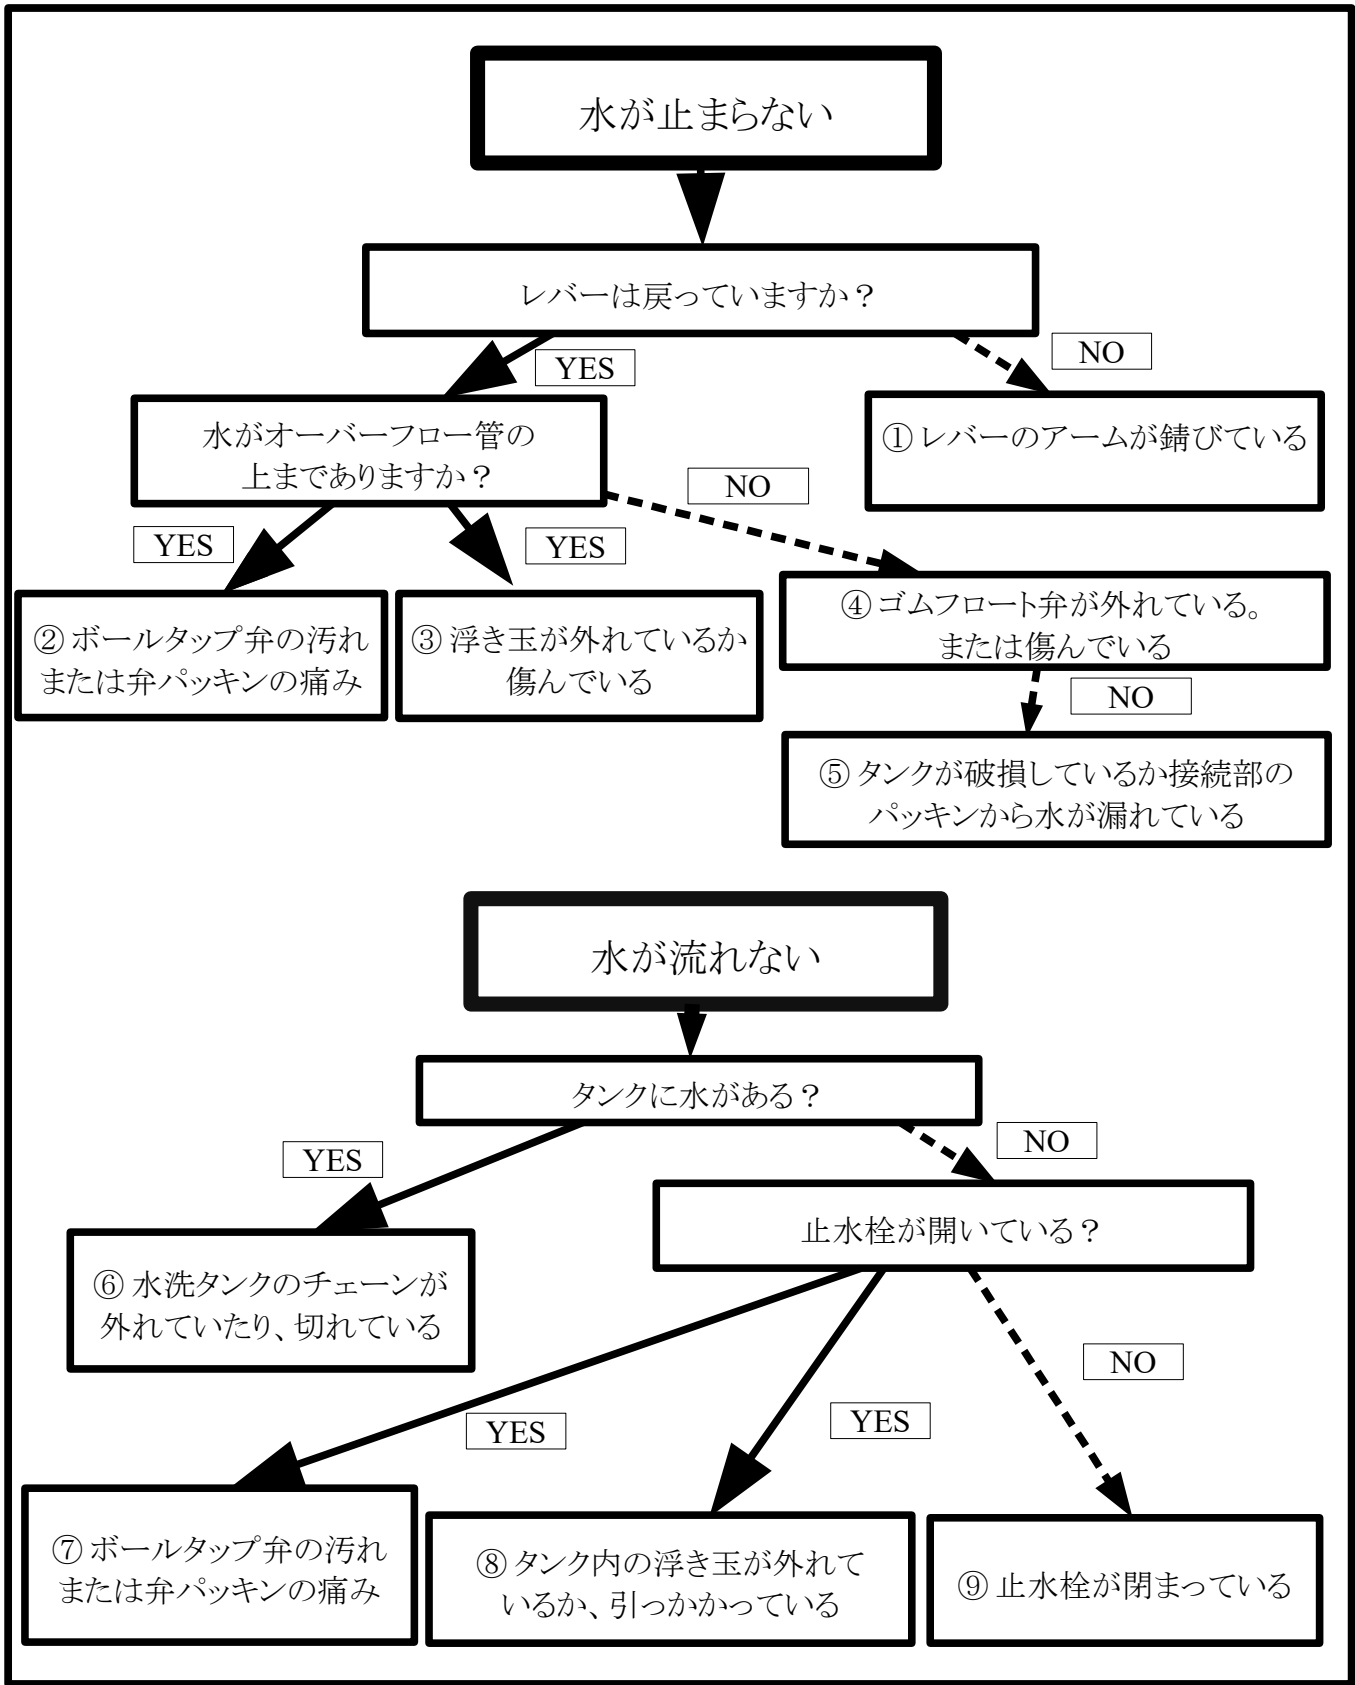 水が止まらない
レバーは戻っていますか？
NO
YES
水がオーバーフロー管の
上までありますか？
①レバーのアームが錆びている
NO
YES
YES
④ゴムフロート弁が外れている。
または傷んでいる
②ボールタップ弁の汚れ
または弁パッキンの痛み
③浮き玉が外れているか
傷んでいる
NO
⑤タンクが破損しているか接続部の
パッキンから水が漏れている
水が流れない
タンクに水がある？
YES
NO
止水栓が開いている？
⑥水洗タンクのチェーンが
外れていたり、切れている
NO
YES
YES
⑦ボールタップ弁の汚れ
または弁パッキンの痛み
⑧タンク内の浮き玉が外れて
いるか、引っかかっている
⑨止水栓が閉まっている